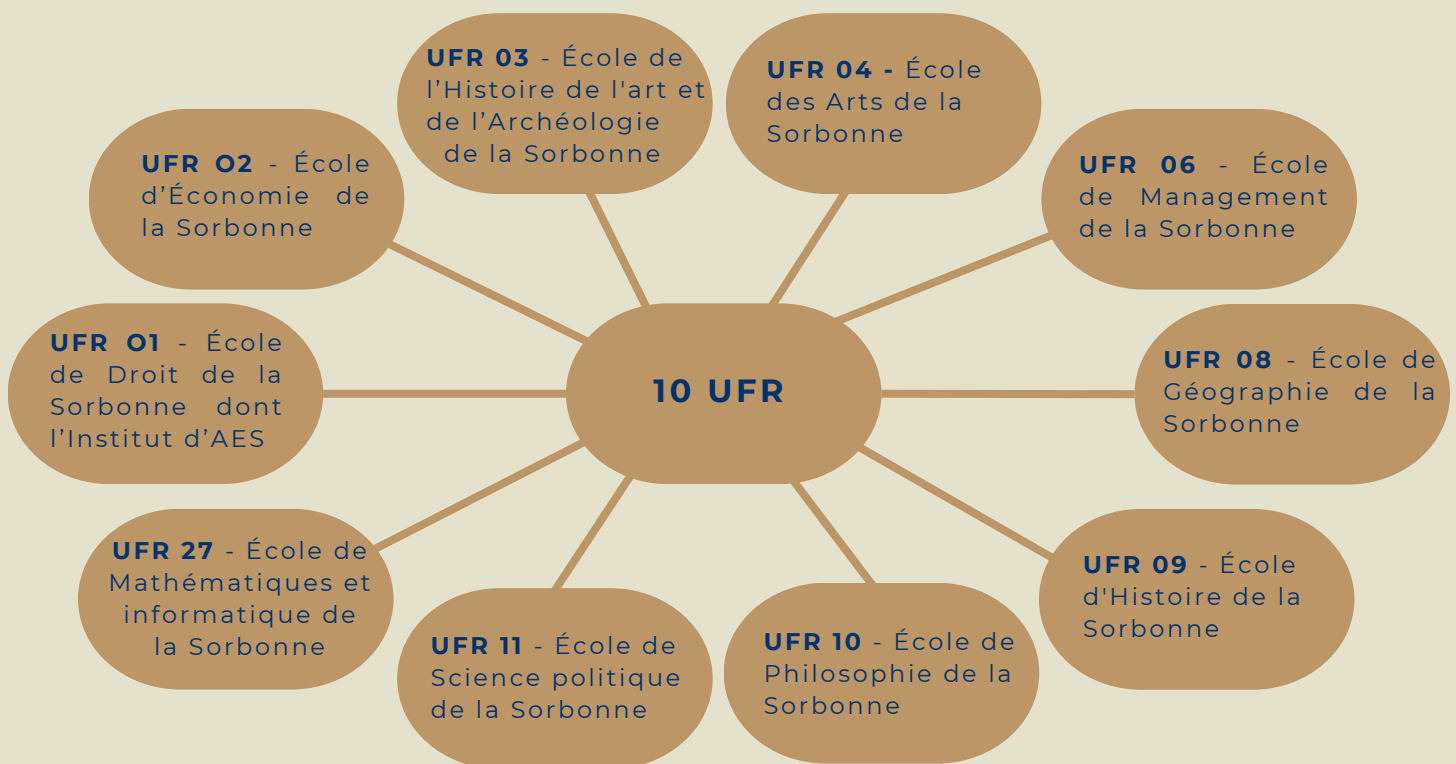 UFR 03 - École de
l’Histoire de l'art et
de l’Archéologie
de la Sorbonne
UFR 04 - École
des Arts de la
Sorbonne
UFR O2 - École
d’Économie de
la Sorbonne
UFR 06 - École
de Management
de la Sorbonne
UFR O1 - École
de Droit de la
Sorbonne dont
l’Institut d’AES
10 UFR
UFR 08 - École de
Géographie de la
Sorbonne
UFR 27 - École de
Mathématiques et
informatique de
la Sorbonne
UFR 09 - École
d'Histoire de la
Sorbonne
UFR 11 - École de
Science politique
de la Sorbonne
UFR 10 - École de
Philosophie de la
Sorbonne